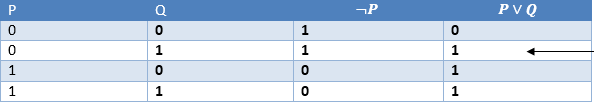 P Q ¬P P ∨ Q
0 0 1 0
0 1 1 1
1 0 0 1
1 1 0 1